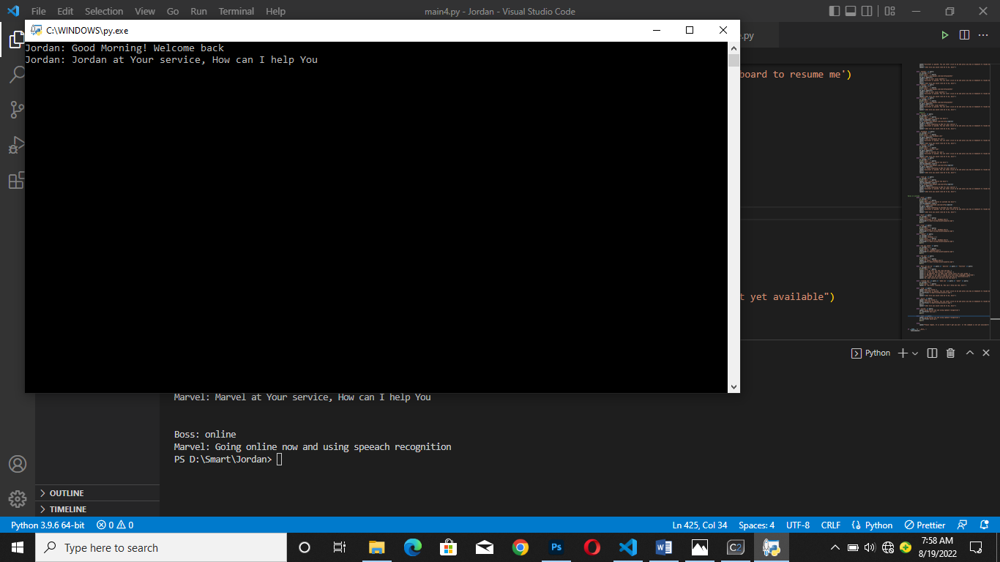 File Edit Selection View Go Run Terminal Help main4.py - Jordan - Visual Studio Code
C:\WINDOWS\py.exe
.py
Jordan: Good Morning! Welcome back
Jordan: Jordan at Your service, How can I help You
board to resume me')
t yet available")
Python
Marvel: Marvel at Your service, How can I help You
Boss: online
Marvel: Going online now and using speeach recognition
PS D:\Smart\Jordan>
OUTLINE
TIMELINE
Python 3.9.6 64-bit 0 0 Ln 425, Col 34 Spaces: 4 UTF-8 CRLF Python Prettier
Type here to search
Ps
W
C2
7:58 AM
8/19/2022